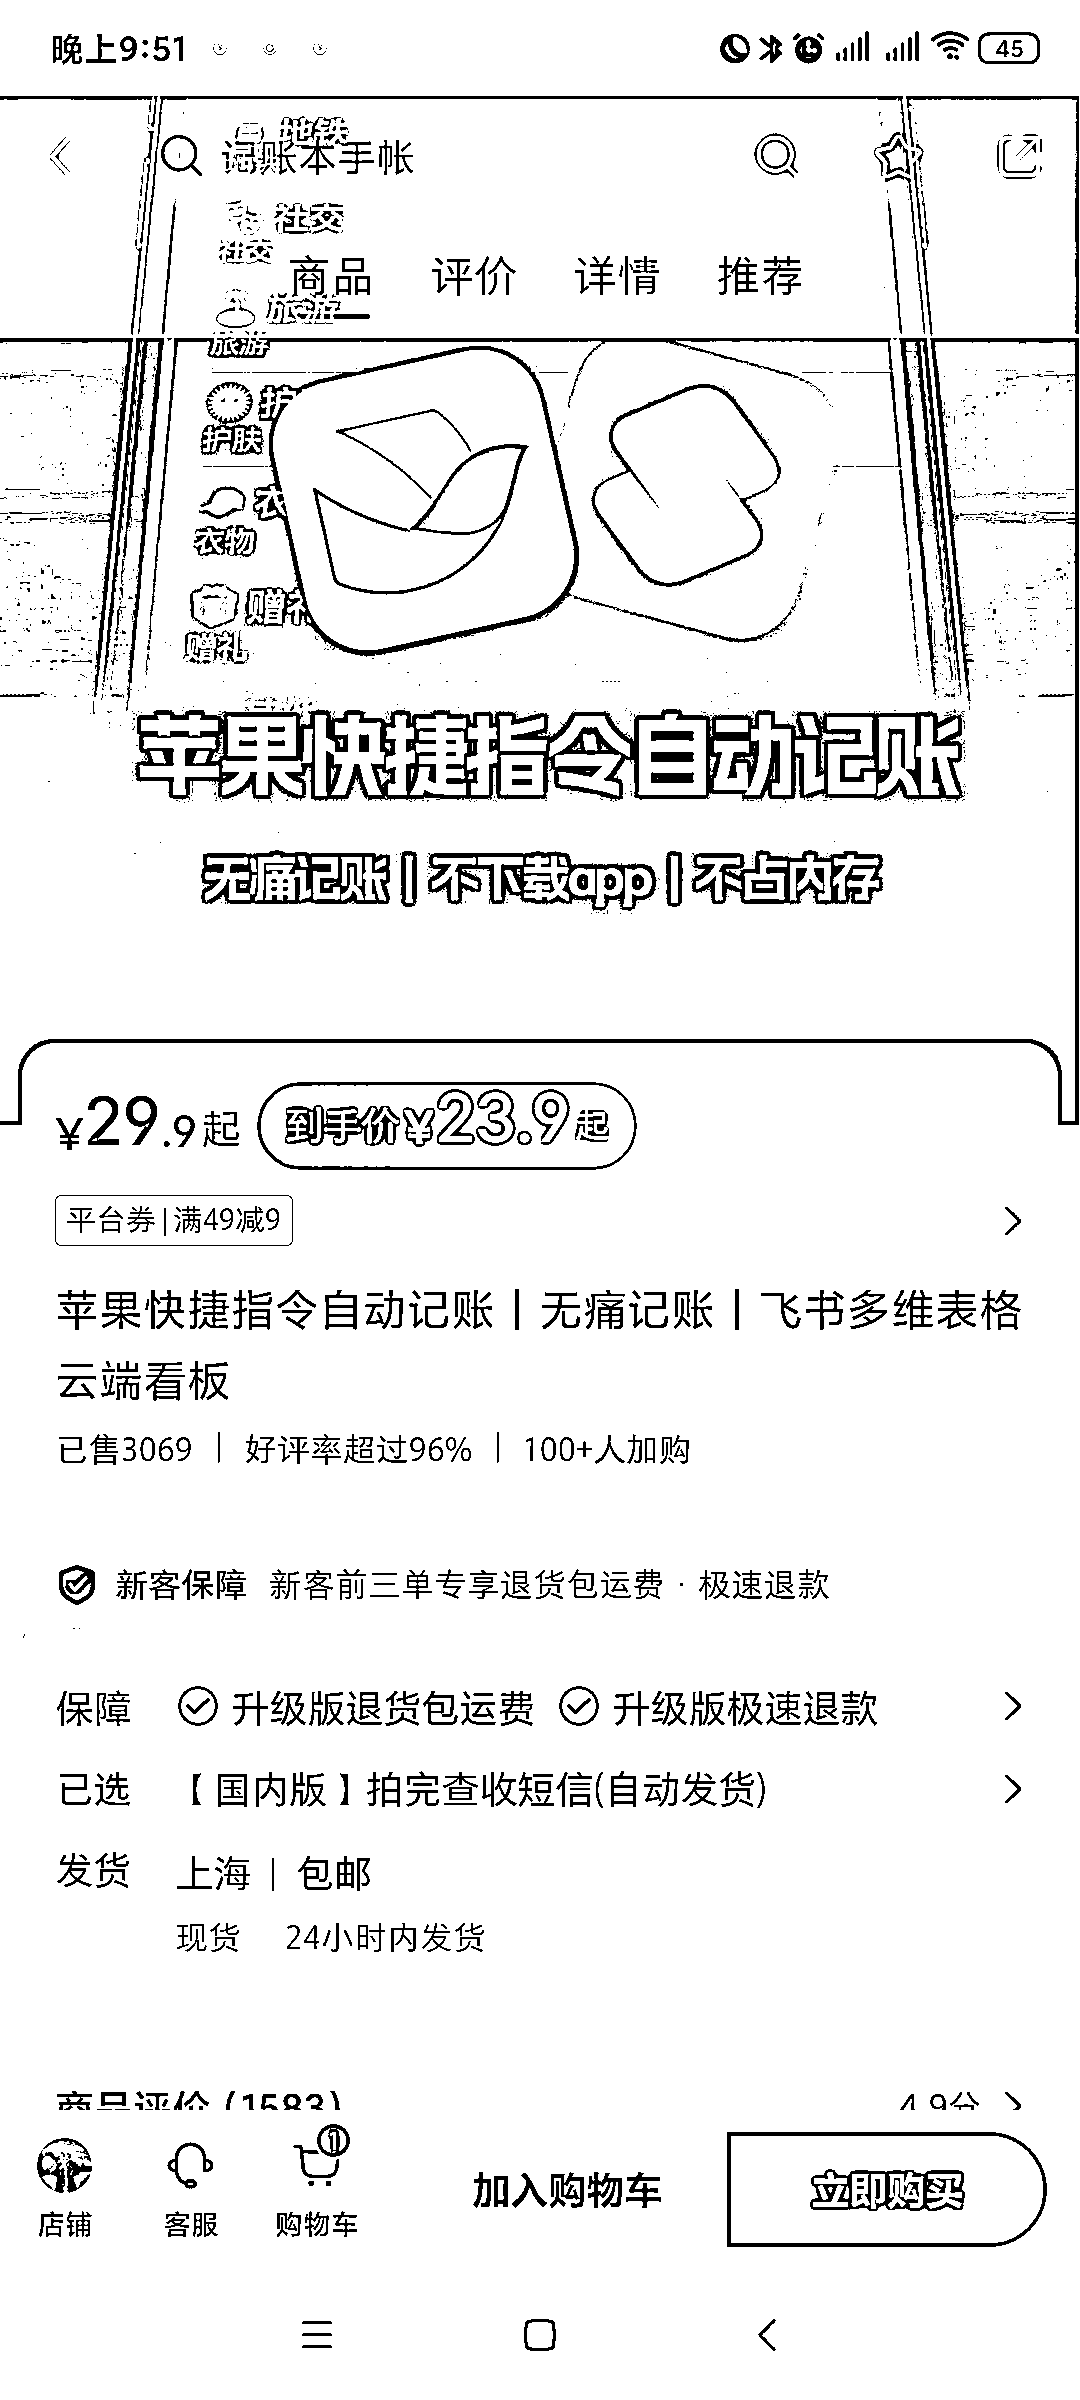 晚上9:51
45
地铁
记账本手帐
社交
社交
商品 评价 详情 推荐
旅游
旅游
护
护肤
衣
衣物
赠礼
赠礼
苹果快捷指令自动记账
无痛记账 | 不下载app | 不占内存
¥29.9起 到手价¥23.9起
平台券|满49减9
苹果快捷指令自动记账 | 无痛记账 | 飞书多维表格
云端看板
已售3069 | 好评率超过96% | 100+人加购
新客保障 新客前三单专享退货包运费 · 极速退款
保障 升级版退货包运费 升级版极速退款
已选 【国内版】拍完查收短信(自动发货)
发货 上海 | 包邮
现货 24小时内发货
商品评价 (1583) 4.9分
1
店铺 客服 购物车 加入购物车 立即购买